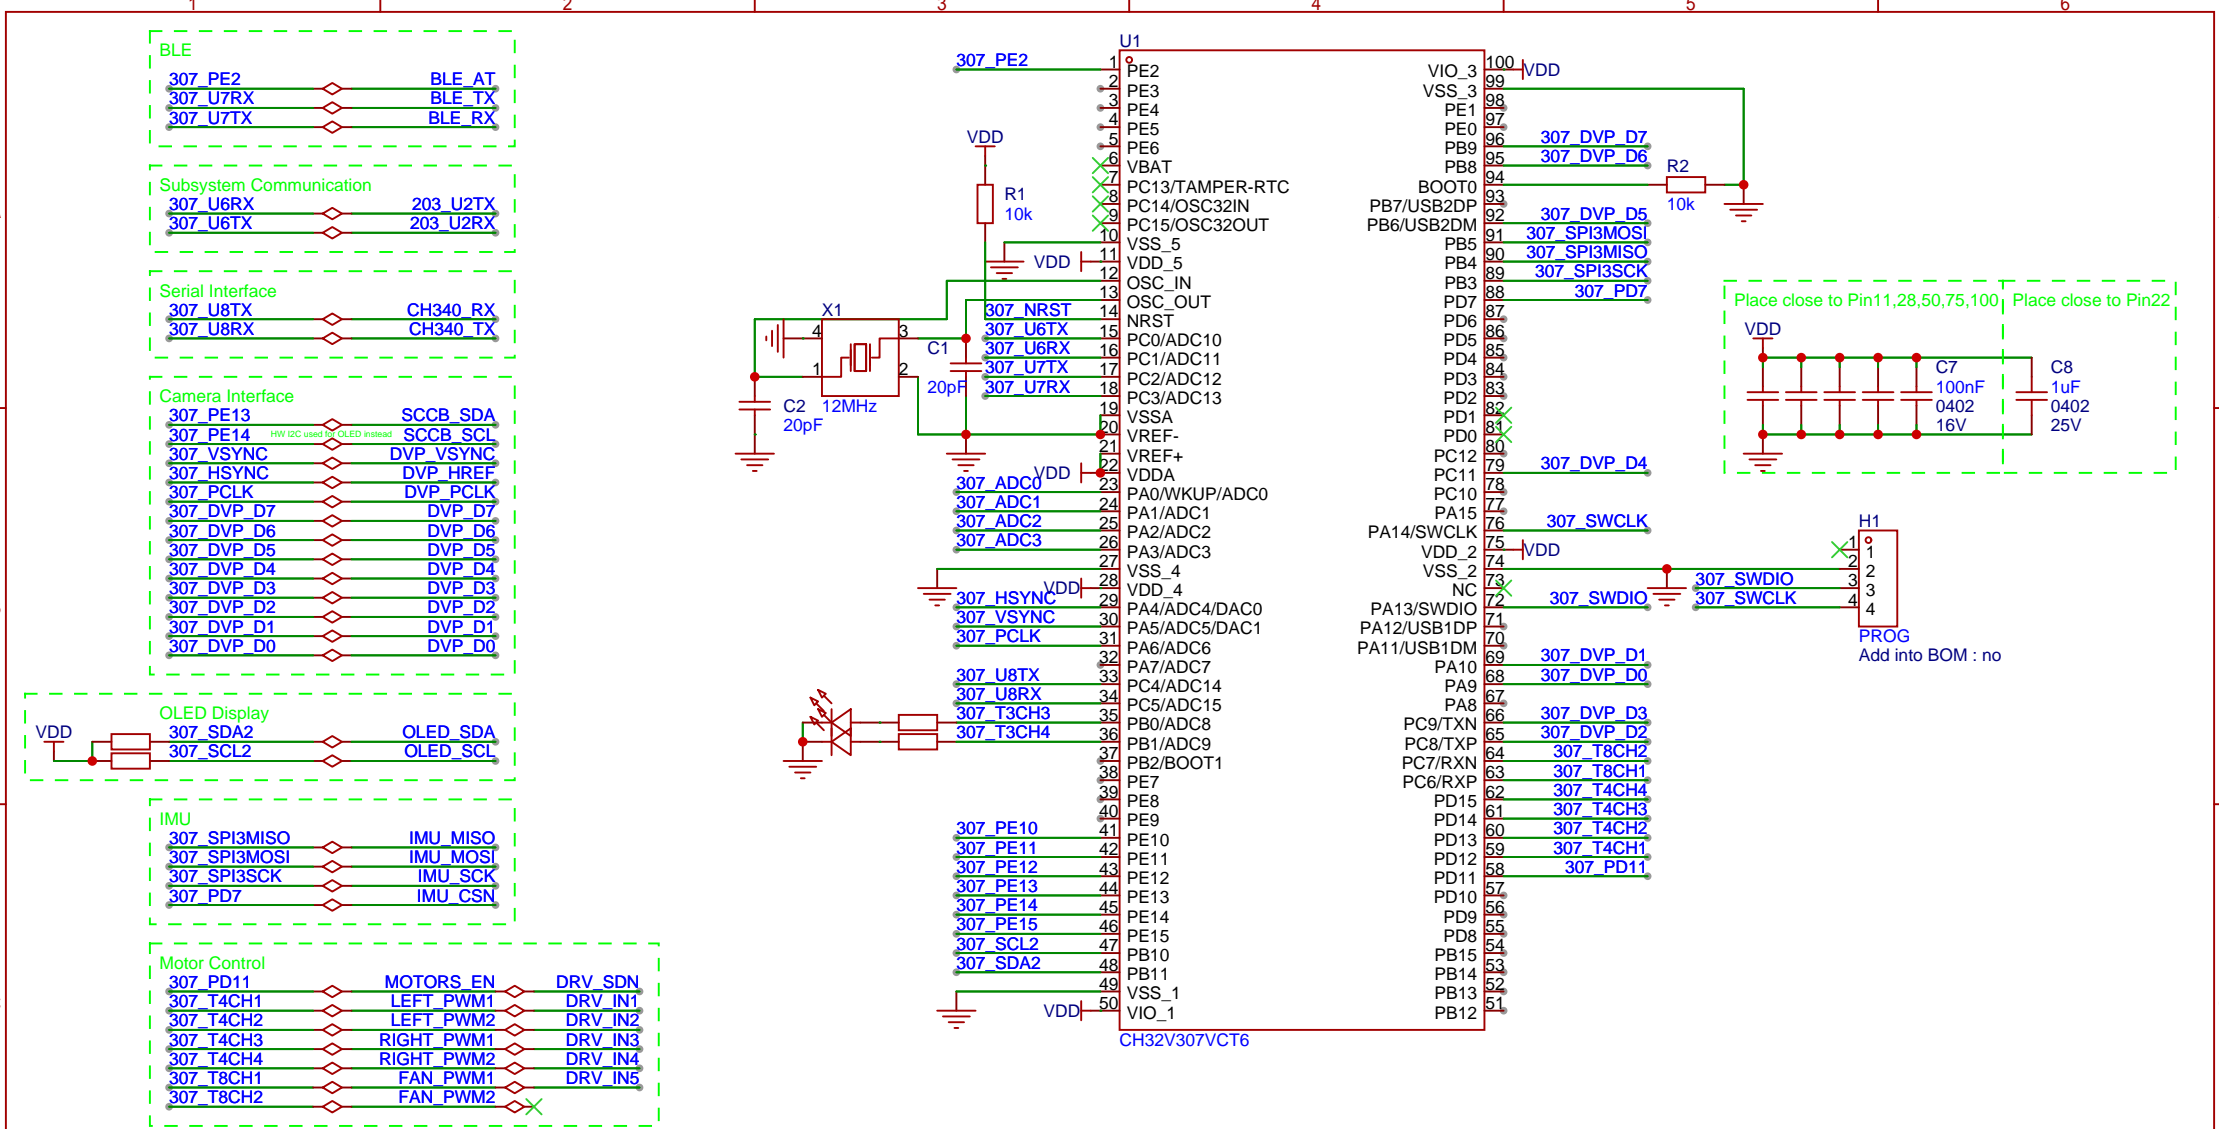 1 2 3 4 5 6
BLE
307_PE2 BLE_AT
307_U7RX BLE_TX
307_U7TX BLE_RX
Subsystem Communication
307_U6RX 203_U2TX
307_U6TX 203_U2RX
Serial Interface
307_U8TX CH340_RX
307_U8RX CH340_TX
Camera Interface
307_PE13 SCCB_SDA
307_PE14 HW I2C used for OLED instead SCCB_SCL
307_VSYNC DVP_VSYNC
307_HSYNC DVP_HREF
307_PCLK DVP_PCLK
307_DVP_D7 DVP_D7
307_DVP_D6 DVP_D6
307_DVP_D5 DVP_D5
307_DVP_D4 DVP_D4
307_DVP_D3 DVP_D3
307_DVP_D2 DVP_D2
307_DVP_D1 DVP_D1
307_DVP_D0 DVP_D0
OLED Display
VDD
307_SDA2 OLED_SDA
307_SCL2 OLED_SCL
IMU
307_SPI3MISO IMU_MISO
307_SPI3MOSI IMU_MOSI
307_SPI3SCK IMU_SCK
307_PD7 IMU_CSN
Motor Control
307_PD11 MOTORS_EN DRV_SDN
307_T4CH1 LEFT_PWM1 DRV_IN1
307_T4CH2 LEFT_PWM2 DRV_IN2
307_T4CH3 RIGHT_PWM1 DRV_IN3
307_T4CH4 RIGHT_PWM2 DRV_IN4
307_T8CH1 FAN_PWM1 DRV_IN5
307_T8CH2 FAN_PWM2
U1
307_PE2 1 PE2
2 PE3
3 PE4
4 PE5
5 PE6
6 VBAT
7 PC13/TAMPER-RTC
8 PC14/OSC32IN
9 PC15/OSC32OUT
10 VSS_5
VDD 11 VDD_5
12 OSC_IN
13 OSC_OUT
307_NRST 14 NRST
307_U6TX 15 PC0/ADC10
307_U6RX 16 PC1/ADC11
307_U7TX 17 PC2/ADC12
307_U7RX 18 PC3/ADC13
19 VSSA
20 VREF-
21 VREF+
VDD 22 VDDA
307_ADC0 23 PA0/WKUP/ADC0
307_ADC1 24 PA1/ADC1
307_ADC2 25 PA2/ADC2
307_ADC3 26 PA3/ADC3
27 VSS_4
VDD 28 VDD_4
307_HSYNC 29 PA4/ADC4/DAC0
307_VSYNC 30 PA5/ADC5/DAC1
307_PCLK 31 PA6/ADC6
32 PA7/ADC7
307_U8TX 33 PC4/ADC14
307_U8RX 34 PC5/ADC15
307_T3CH3 35 PB0/ADC8
307_T3CH4 36 PB1/ADC9
37 PB2/BOOT1
38 PE7
39 PE8
40 PE9
307_PE10 41 PE10
307_PE11 42 PE11
307_PE12 43 PE12
307_PE13 44 PE13
307_PE14 45 PE14
307_PE15 46 PE15
307_SCL2 47 PB10
307_SDA2 48 PB11
49 VSS_1
VDD 50 VIO_1
CH32V307VCT6
VDD
R1
10k
X1
4 3
1 2
12MHz
C1
20pF
C2
20pF
VIO_3 100 VDD
VSS_3 99
PE1 98
PE0 97
PB9 96 307_DVP_D7
PB8 95 307_DVP_D6
BOOT0 94
PB7/USB2DP 93
PB6/USB2DM 92 307_DVP_D5
PB5 91 307_SPI3MOSI
PB4 90 307_SPI3MISO
PB3 89 307_SPI3SCK
PD7 88 307_PD7
PD6 87
PD5 86
PD4 85
PD3 84
PD2 83
PD1 82
PD0 81
PC12 80
PC11 79 307_DVP_D4
PC10 78
PA15 77
PA14/SWCLK 76 307_SWCLK
VDD_2 75 VDD
VSS_2 74
NC 73
PA13/SWDIO 72 307_SWDIO
PA12/USB1DP 71
PA11/USB1DM 70
PA10 69 307_DVP_D1
PA9 68 307_DVP_D0
PA8 67
PC9/TXN 66 307_DVP_D3
PC8/TXP 65 307_DVP_D2
PC7/RXN 64 307_T8CH2
PC6/RXP 63 307_T8CH1
PD15 62 307_T4CH4
PD14 61 307_T4CH3
PD13 60 307_T4CH2
PD12 59 307_T4CH1
PD11 58 307_PD11
PD10 57
PD9 56
PD8 55
PB15 54
PB14 53
PB13 52
PB12 51
R2
10k
Place close to Pin11,28,50,75,100 Place close to Pin22
VDD
C7
100nF
0402
16V
C8
1uF
0402
25V
H1
1 1
2 2
307_SWDIO 3 3
307_SWCLK 4 4
PROG
Add into BOM : no